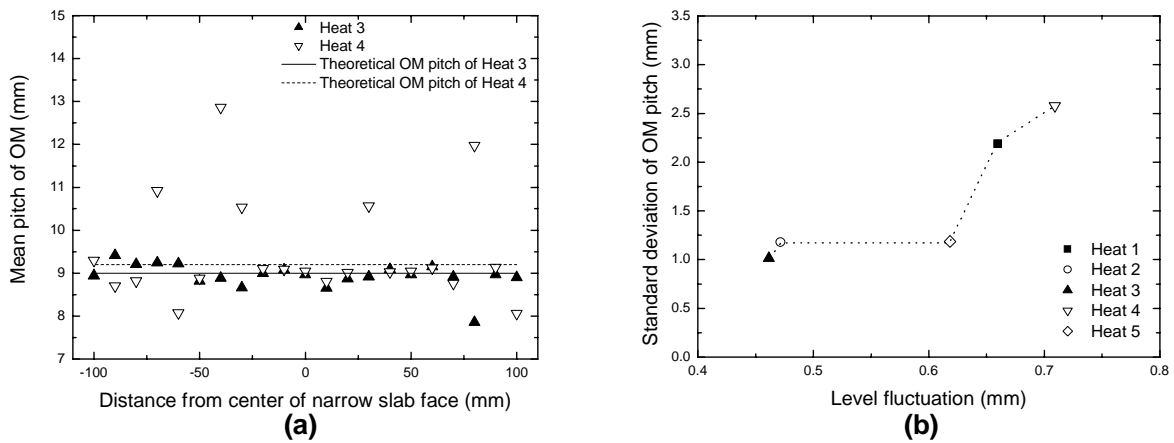 15
14
13
12
11
10
9
8
7
Mean pitch of OM (mm)
Heat 3
Heat 4
Theoretical OM pitch of Heat 3
Theoretical OM pitch of Heat 4
-100
-50
0
50
100
Distance from center of narrow slab face (mm)
(a)
3.5
3.0
2.5
2.0
1.5
1.0
0.5
0.0
Standard deviation of OM pitch (mm)
Heat 1
Heat 2
Heat 3
Heat 4
Heat 5
0.4
0.5
0.6
0.7
0.8
Level fluctuation (mm)
(b)